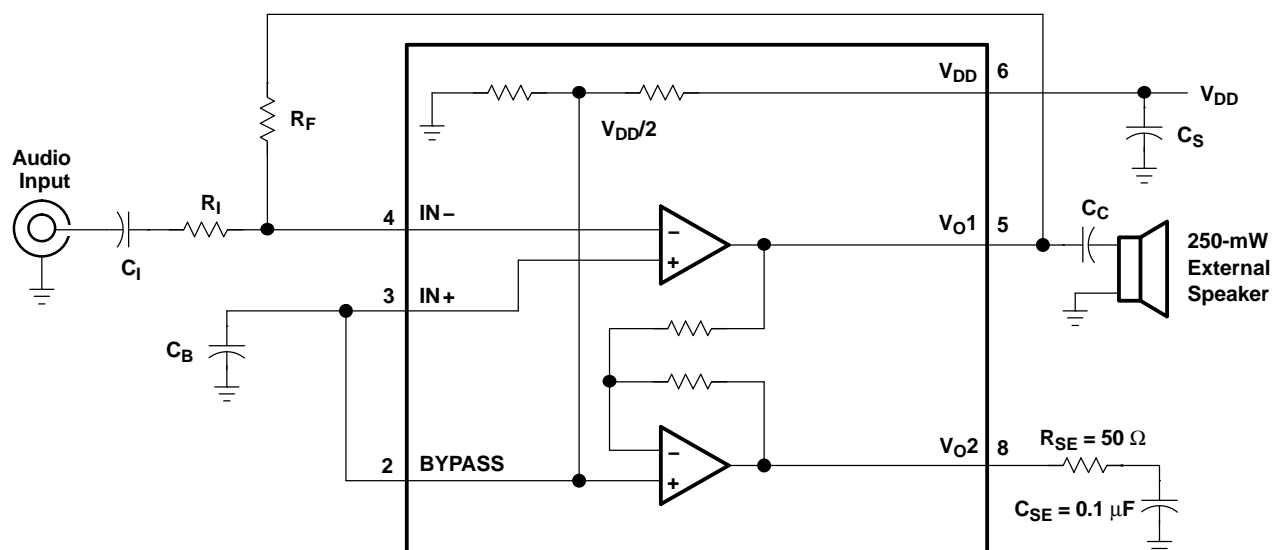 V_DD 6
V_DD
R_F
V_DD/2
C_S
Audio
Input
R_I
4 IN−
−
+
V_O1 5
C_C
250-mW
External
Speaker
C_I
3 IN+
C_B
2 BYPASS
−
+
V_O2 8
R_SE = 50 Ω
C_SE = 0.1 μF